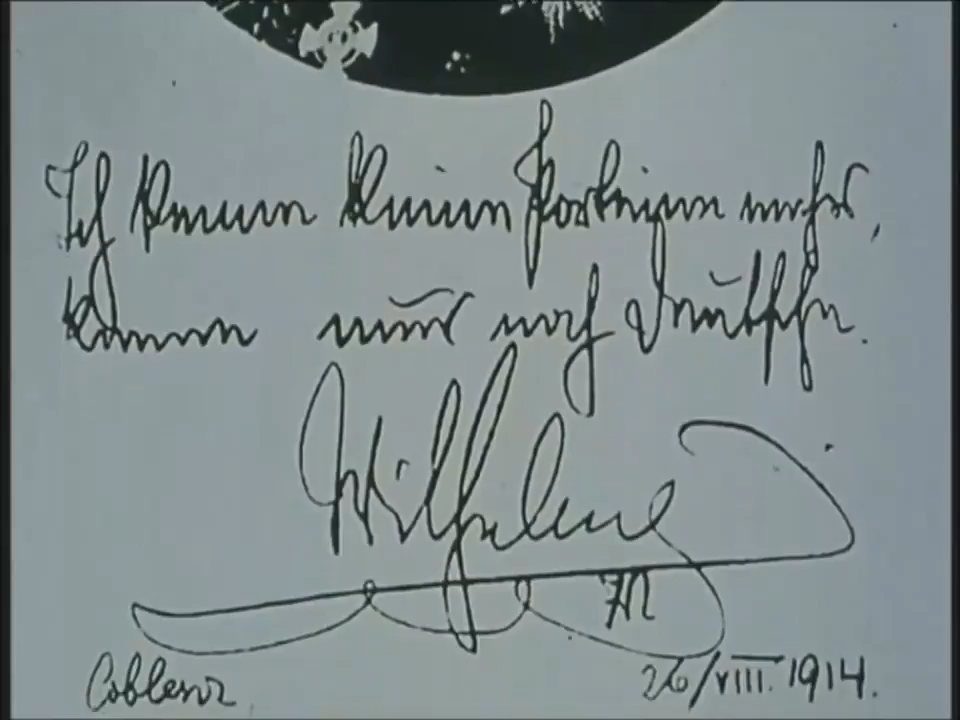 Ich kenne keine Parteien mehr,
kenne nur noch Deutsche.
Wilhelm
I R
Coblenz
26/VIII. 1914.